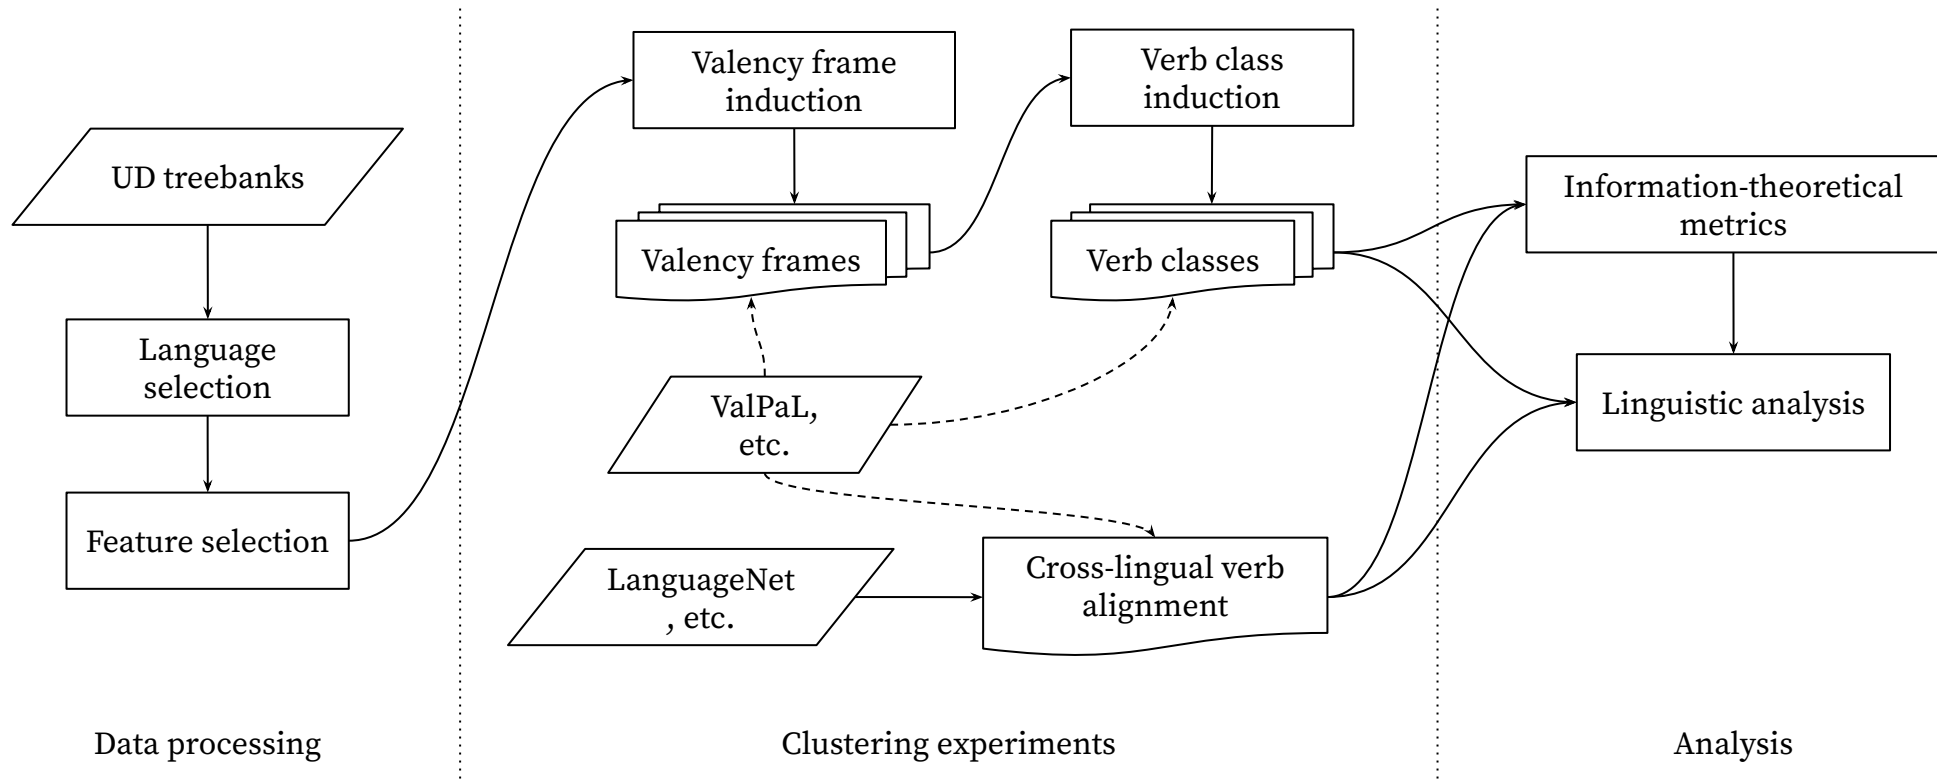 UD treebanks
Language
selection
Feature selection
Data processing
Valency frame
induction
Valency frames
Verb class
induction
Verb classes
ValPaL,
etc.
LanguageNet
, etc.
Cross-lingual verb
alignment
Clustering experiments
Information-theoretical
metrics
Linguistic analysis
Analysis